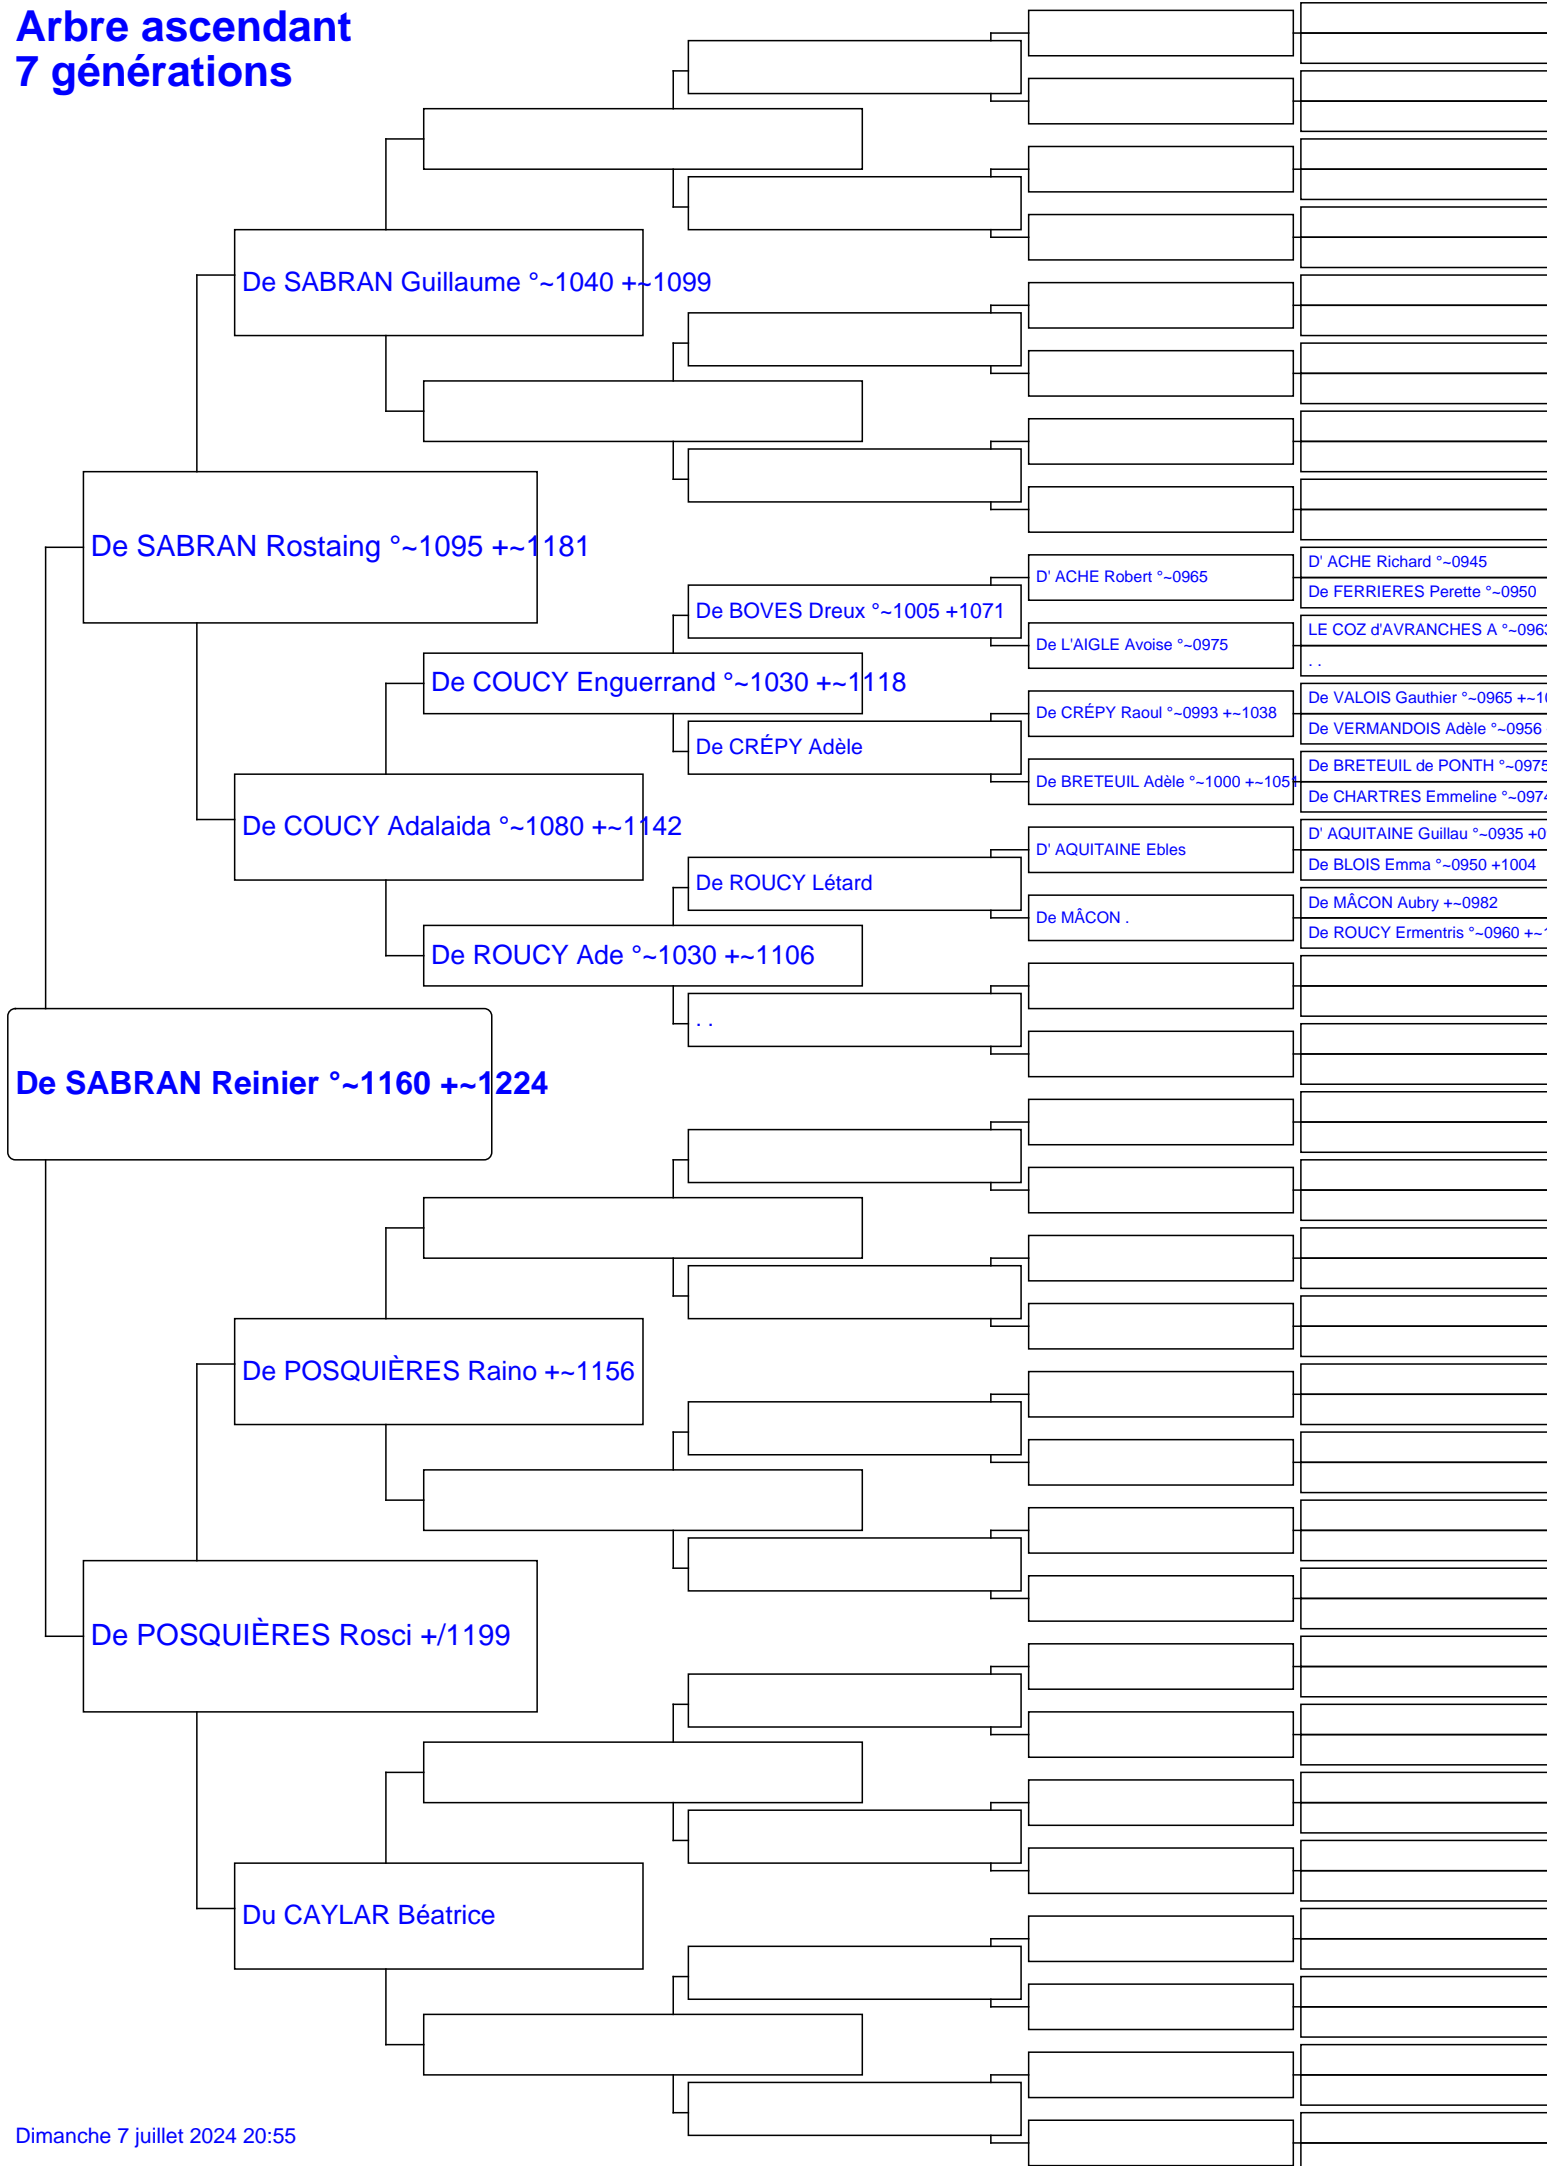 Arbre ascendant
7 générations
De SABRAN Guillaume °~1040 +~1099
De SABRAN Rostaing °~1095 +~1181
D' ACHE Richard °~0945
D' ACHE Robert °~0965
De FERRIERES Perette °~0950
De BOVES Dreux °~1005 +1071
LE COZ d'AVRANCHES A °~0963
De L'AIGLE Avoise °~0975
. .
De COUCY Enguerrand °~1030 +~1118
De VALOIS Gauthier °~0965 +~10
De CRÉPY Raoul °~0993 +~1038
De VERMANDOIS Adèle °~0956
De CRÉPY Adèle
De BRETEUIL de PONTH °~0975
De BRETEUIL Adèle °~1000 +~1051
De CHARTRES Emmeline °~0974
De COUCY Adalaida °~1080 +~1142
D' AQUITAINE Guillau °~0935 +09
D' AQUITAINE Ebles
De BLOIS Emma °~0950 +1004
De ROUCY Létard
De MÂCON Aubry +~0982
De MÂCON .
De ROUCY Ermentris °~0960 +~1
De ROUCY Ade °~1030 +~1106
. .
De SABRAN Reinier °~1160 +~1224
De POSQUIÈRES Raino +~1156
De POSQUIÈRES Rosci +/1199
Du CAYLAR Béatrice
Dimanche 7 juillet 2024 20:55